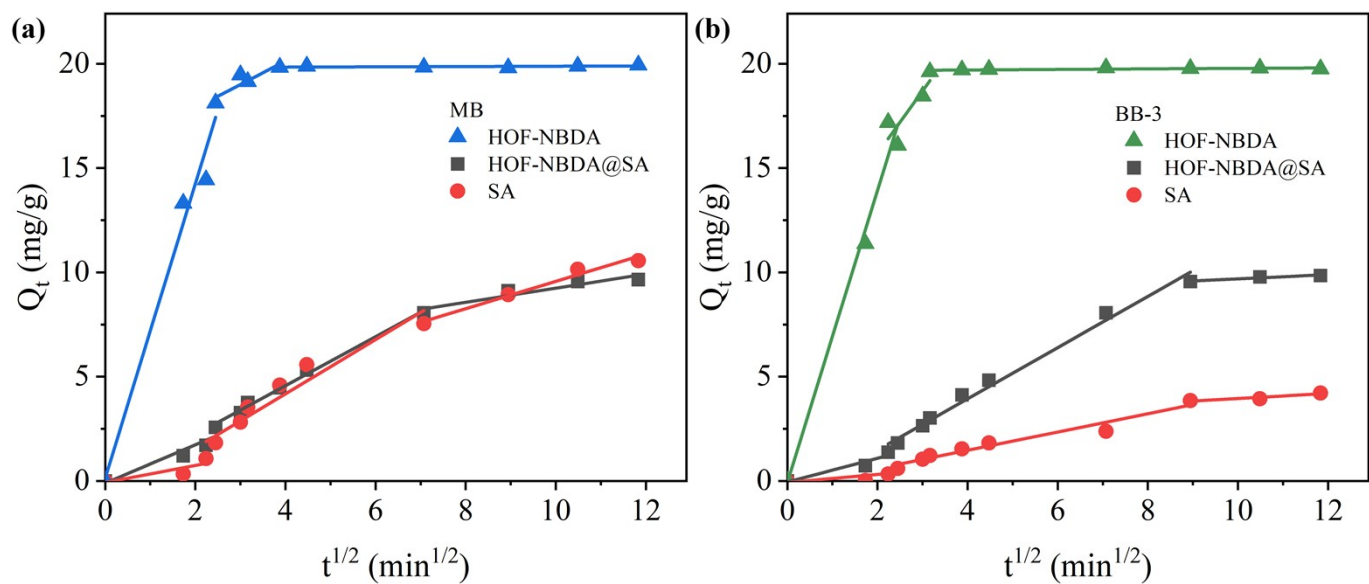 (a)
Q_t (mg/g)
20
15
10
5
0
MB
HOF-NBDA
HOF-NBDA@SA
SA
0 2 4 6 8 10 12
t^{1/2} (min^{1/2})
(b)
Q_t (mg/g)
20
15
10
5
0
BB-3
HOF-NBDA
HOF-NBDA@SA
SA
0 2 4 6 8 10 12
t^{1/2} (min^{1/2})